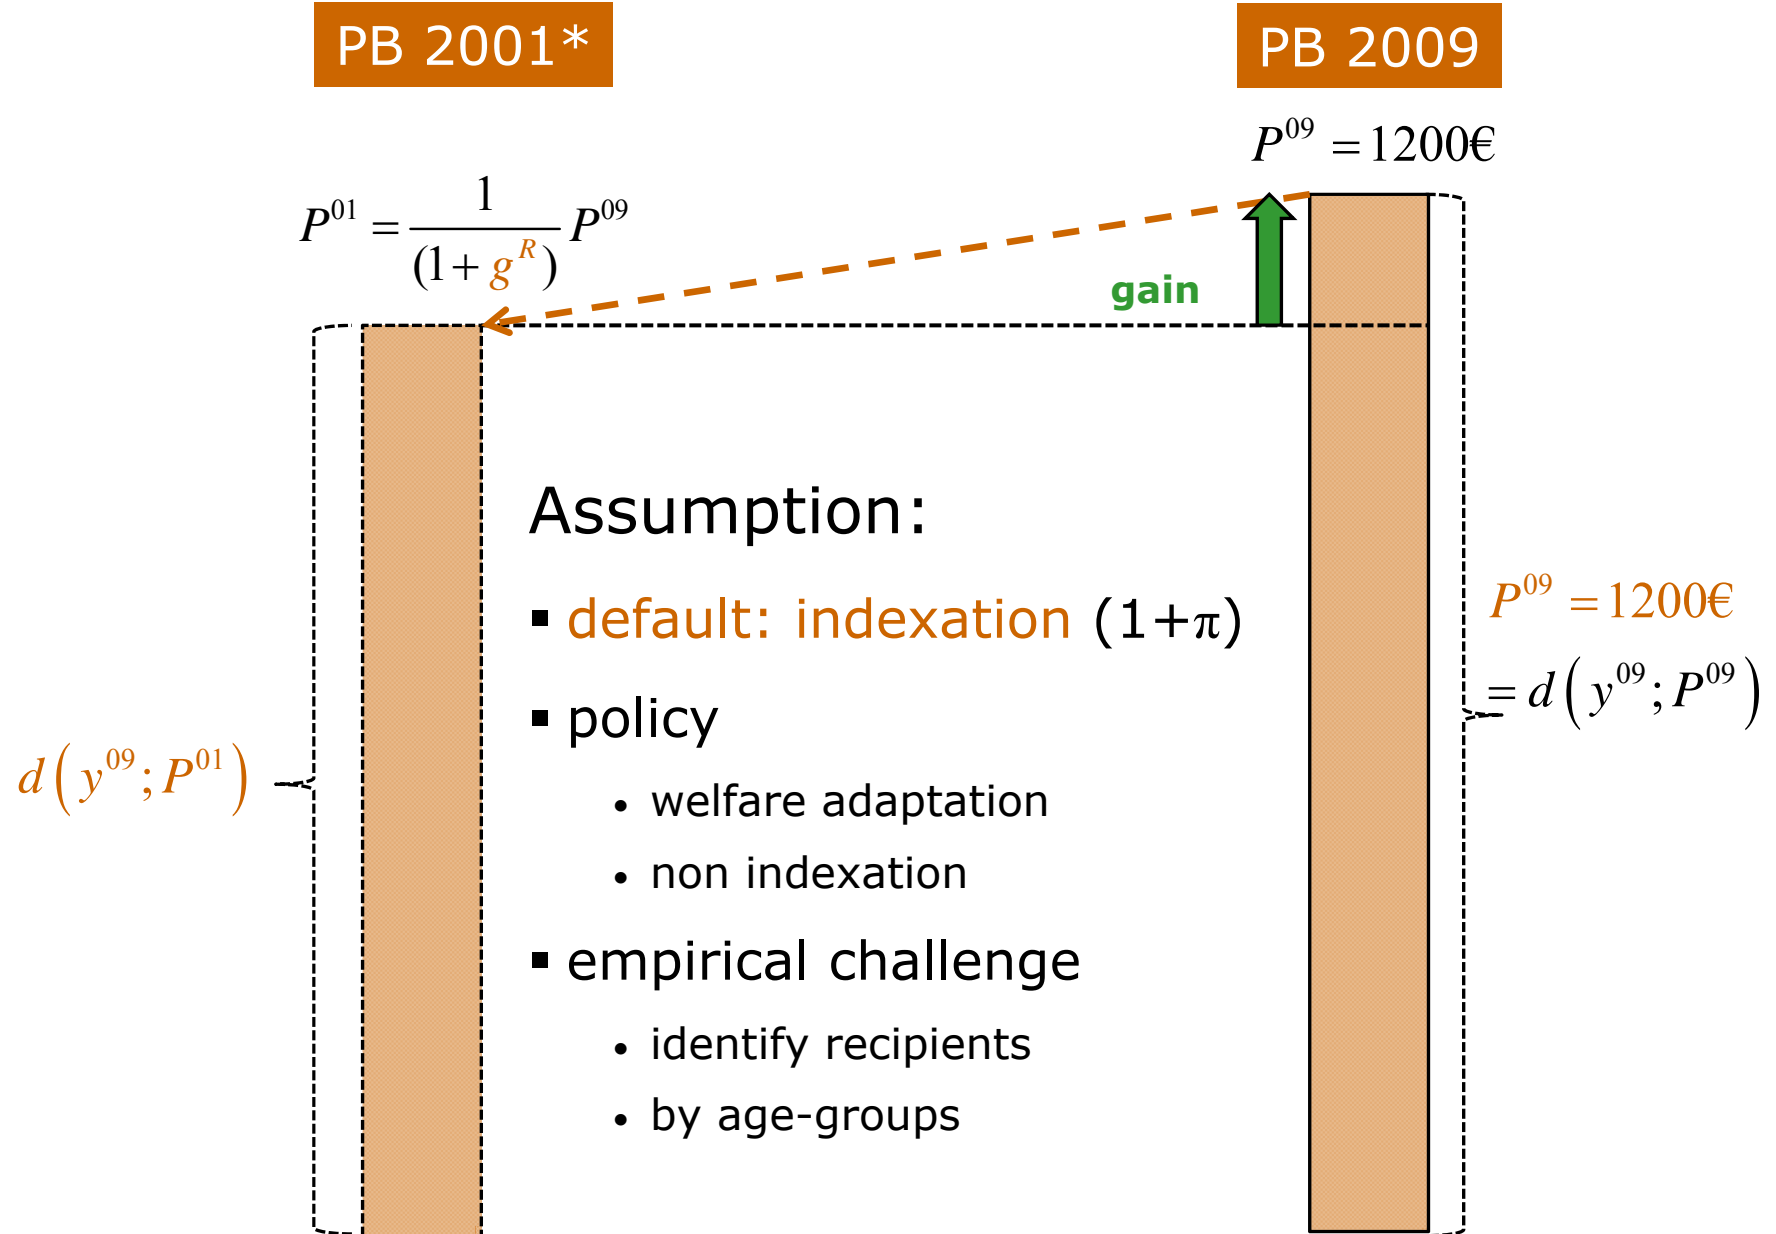 PB 2001*
PB 2009
P^{09} = 1200€
P^{01} = \frac{1}{(1 + g^R)} P^{09}
gain
Assumption:
▪ default: indexation (1+π)
P^{09} = 1200€
= d(y^{09}; P^{09})
▪ policy
d(y^{09}; P^{01})
• welfare adaptation
• non indexation
▪ empirical challenge
• identify recipients
• by age-groups